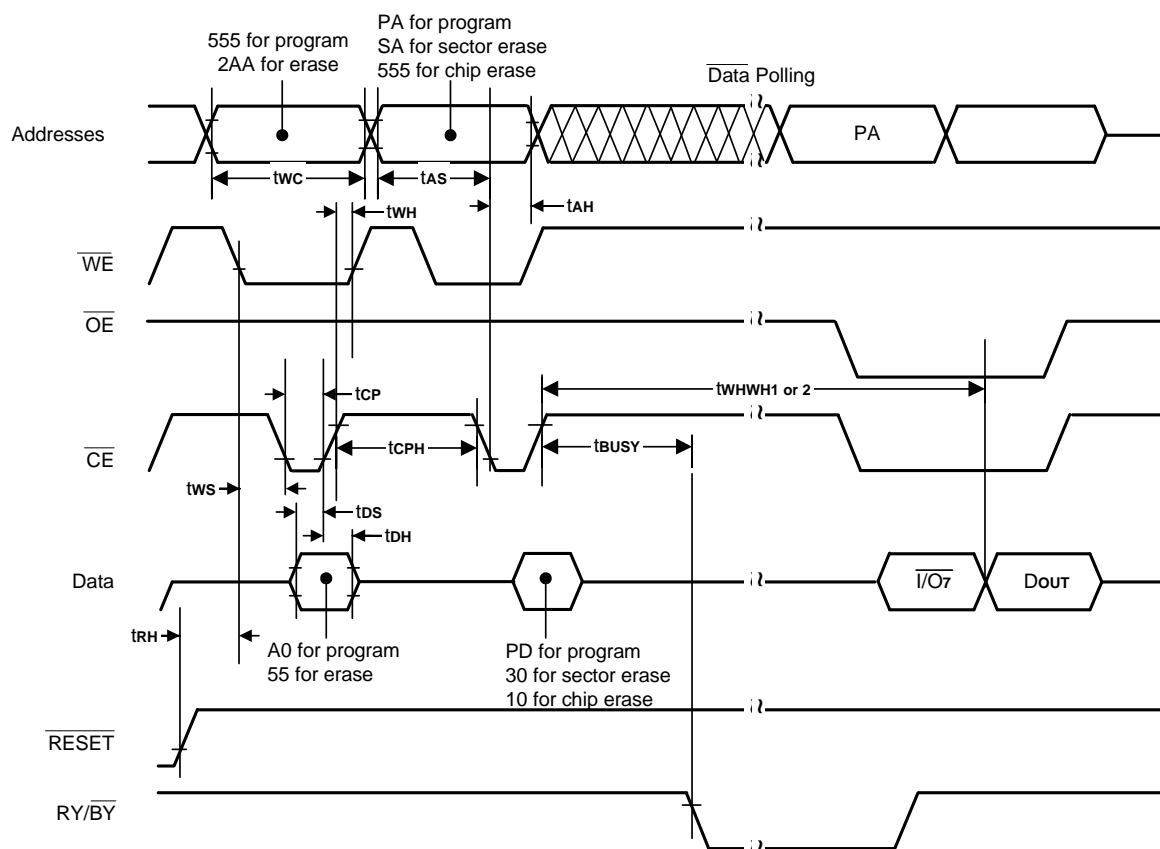 555 for program
2AA for erase
PA for program
SA for sector erase
555 for chip erase
Data Polling
Addresses
PA
tWC
tAS
tWH
tAH
WE
OE
tWHWH1 or 2
tCP
tCPH
tBUSY
CE
tWS
tDS
tDH
Data
I/O7
DOUT
tRH
A0 for program
55 for erase
PD for program
30 for sector erase
10 for chip erase
RESET
RY/BY